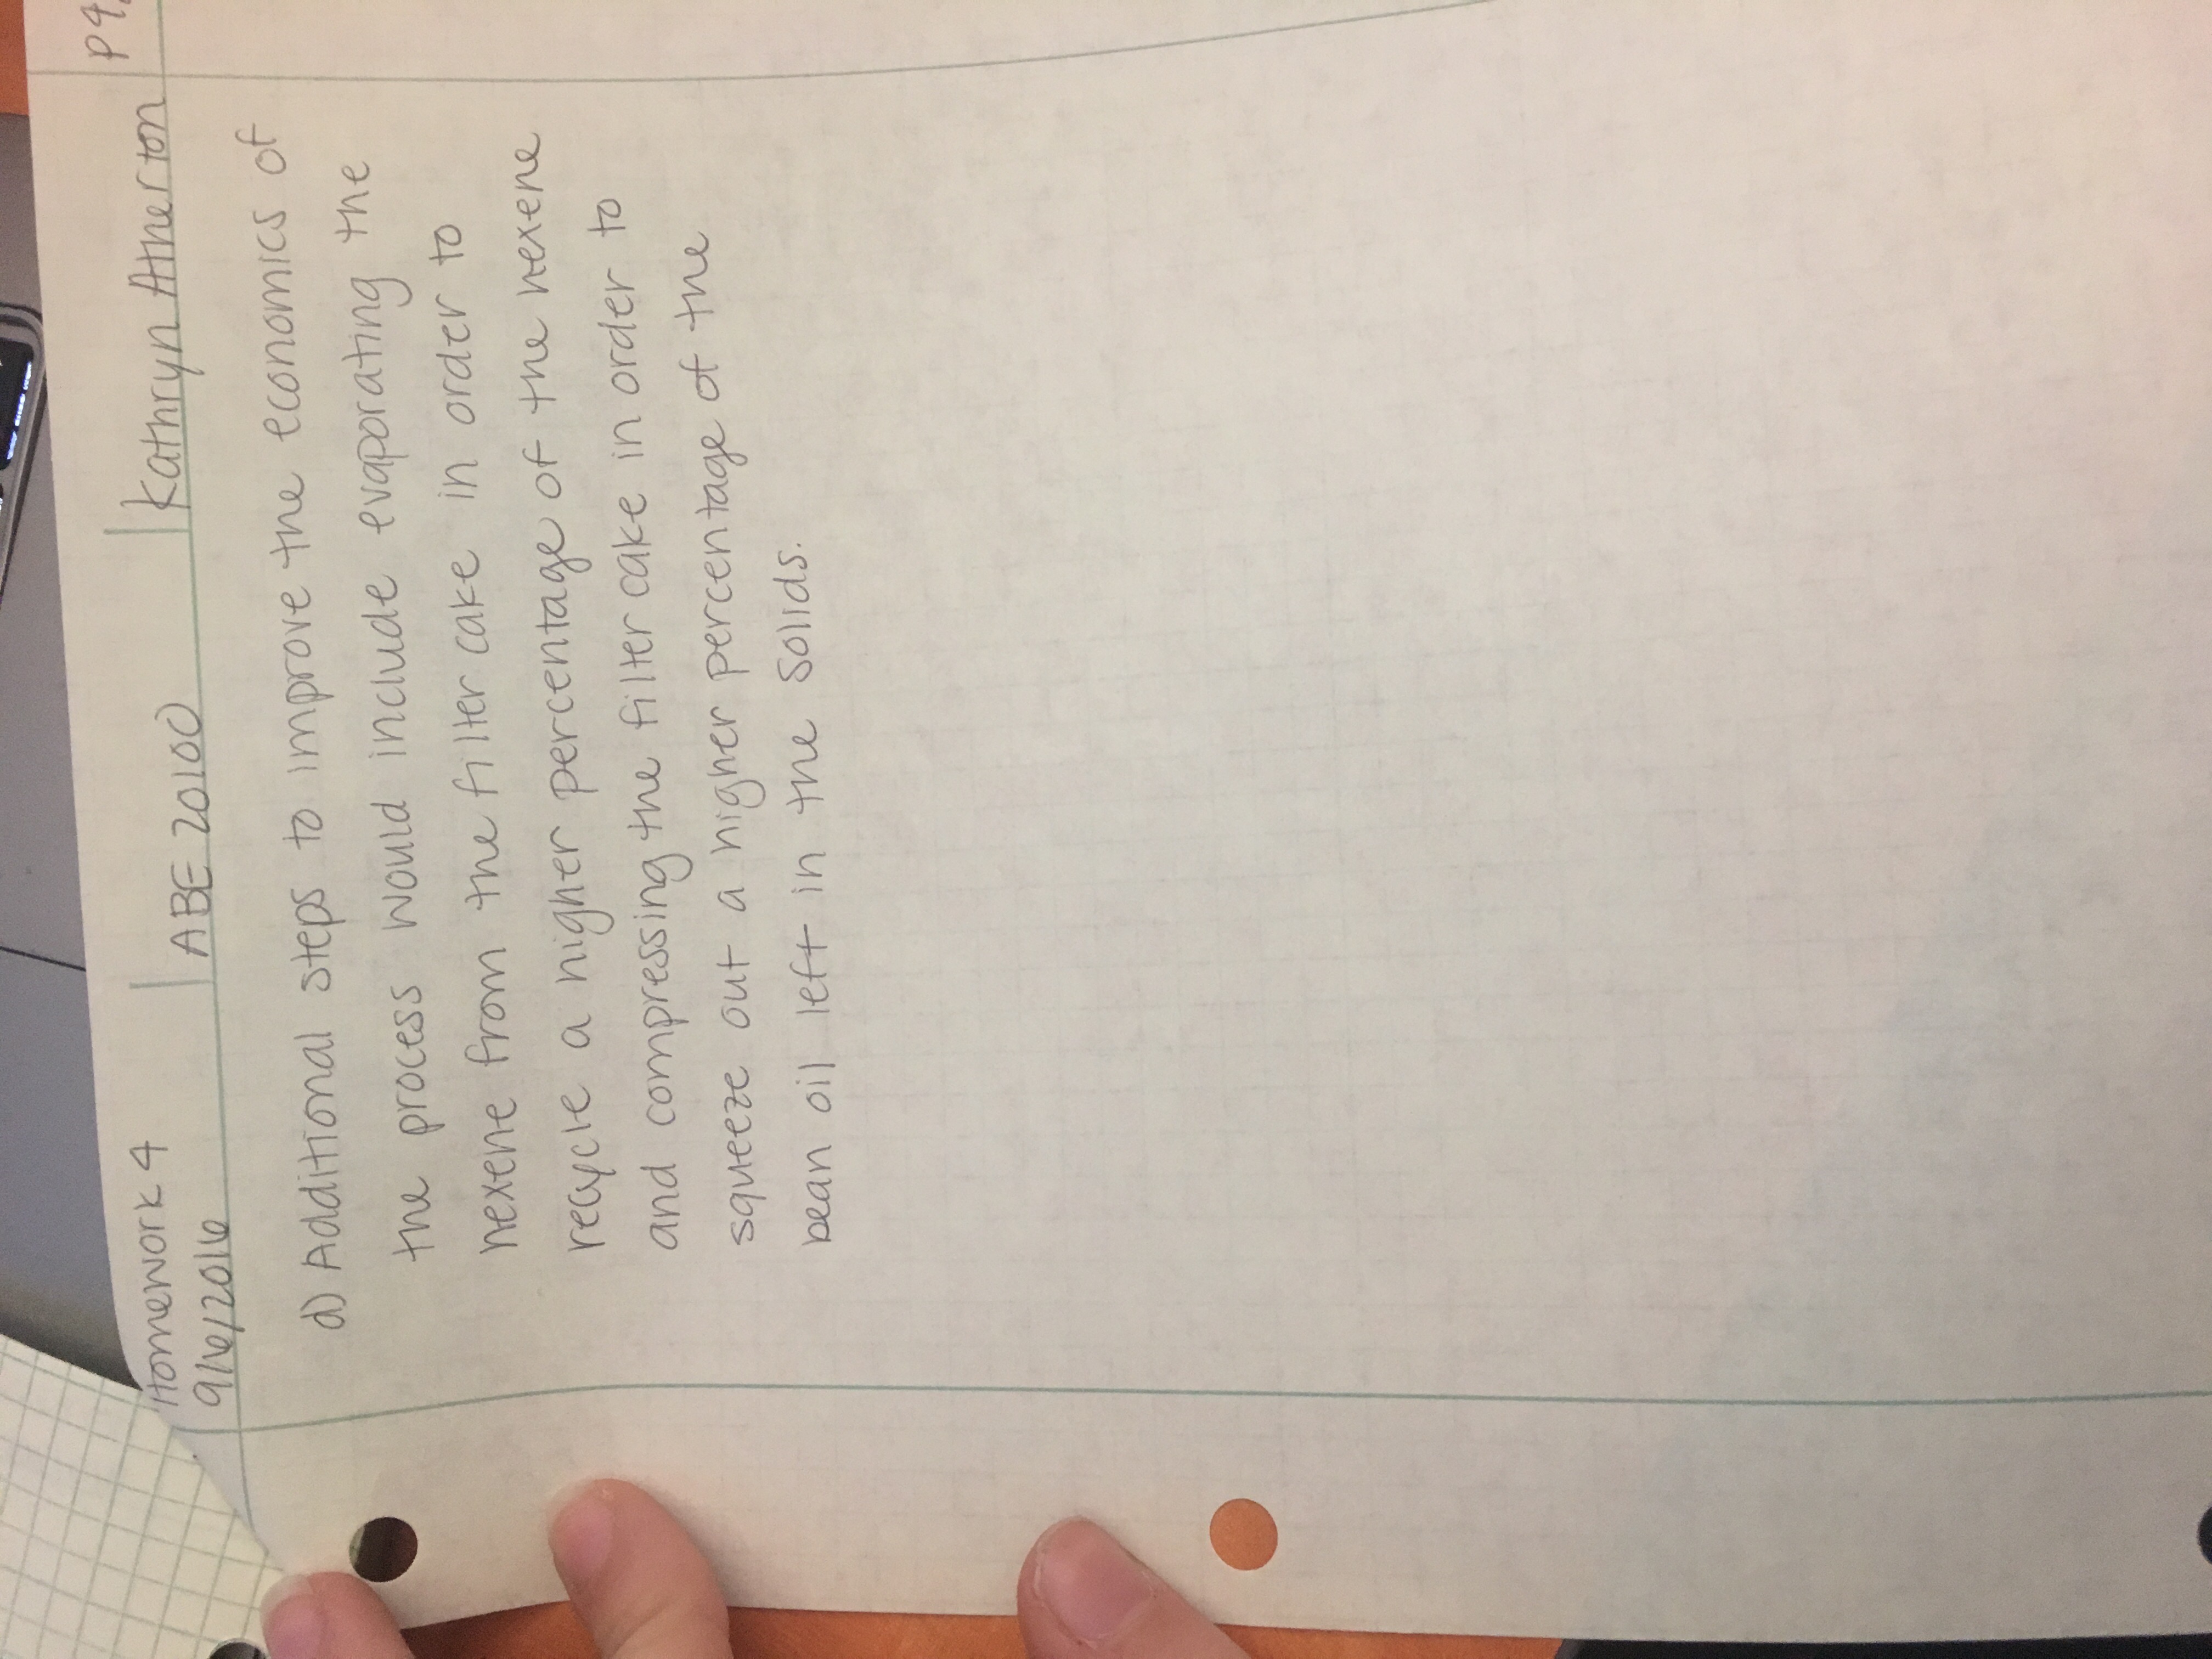 Homework 4
9/6/2016
ABE 20100
Kathryn Atherton
P4
d) Additional steps to improve the economics of
the process would include evaporating the
hexene from the filter cake in order to
recycle a higher percentage of the hexene
and compressing the filter cake in order to
squeeze out a higher percentage of the
bean oil left in the solids.